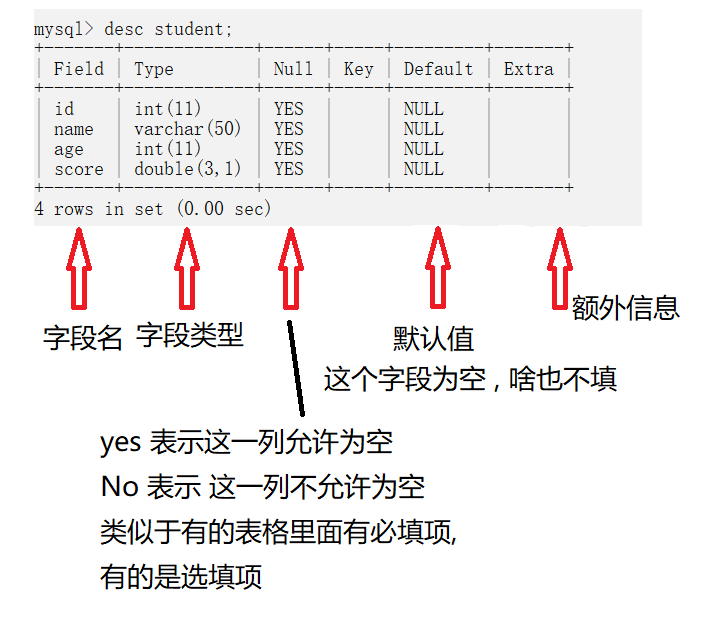 mysql> desc student;
+-------+-------------+------+-----+---------+-------+
| Field | Type        | Null | Key | Default | Extra |
+-------+-------------+------+-----+---------+-------+
| id    | int(11)     | YES  |     | NULL    |       |
| name  | varchar(50) | YES  |     | NULL    |       |
| age   | int(11)     | YES  |     | NULL    |       |
| score | double(3,1) | YES  |     | NULL    |       |
+-------+-------------+------+-----+---------+-------+
4 rows in set (0.00 sec)
字段名 字段类型 默认值 额外信息
这个字段为空，啥也不填
yes 表示这一列允许为空
No 表示 这一列不允许为空
类似于有的表格里面有必填项,
有的是选填项